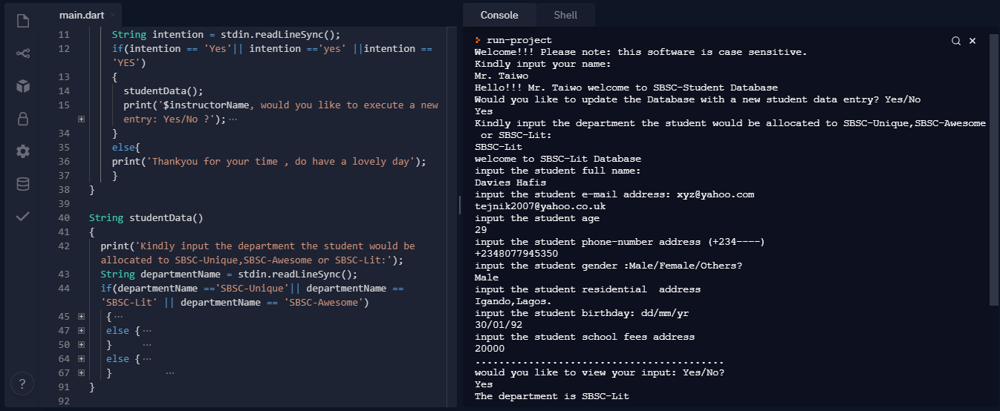 main.dart
11 String intention = stdin.readLineSync();
12 if(intention == 'Yes'|| intention =='yes' ||intention ==
'YES')
13 {
14 studentData();
15 print('$instructorName, would you like to execute a new
entry: Yes/No ?');···
34 }
35 else{
36 print('Thankyou for your time , do have a lovely day');
37 }
38 }
39
40 String studentData()
41 {
42 print('Kindly input the department the student would be
allocated to SBSC-Unique,SBSC-Awesome or SBSC-Lit:');
43 String departmentName = stdin.readLineSync();
44 if(departmentName =='SBSC-Unique'|| departmentName ==
'SBSC-Lit' || departmentName == 'SBSC-Awesome')
45 {···
47 else {···
50 } ···
64 else {···
67 } ···
91 }
92
?
Console Shell
run-project
Welcome!!! Please note: this software is case sensitive.
Kindly input your name:
Mr. Taiwo
Hello!!! Mr. Taiwo welcome to SBSC-Student Database
Would you like to update the Database with a new student data entry? Yes/No
Yes
Kindly input the department the student would be allocated to SBSC-Unique,SBSC-Awesome
or SBSC-Lit:
SBSC-Lit
welcome to SBSC-Lit Database
input the student full name:
Davies Hafis
input the student e-mail address: xyz@yahoo.com
tejnik2007@yahoo.co.uk
input the student age
29
input the student phone-number address (+234----)
+2348077945350
input the student gender :Male/Female/Others?
Male
input the student residential  address
Igando,Lagos.
input the student birthday: dd/mm/yr
30/01/92
input the student school fees address
20000
..........................................
would you like to view your input: Yes/No?
Yes
The department is SBSC-Lit